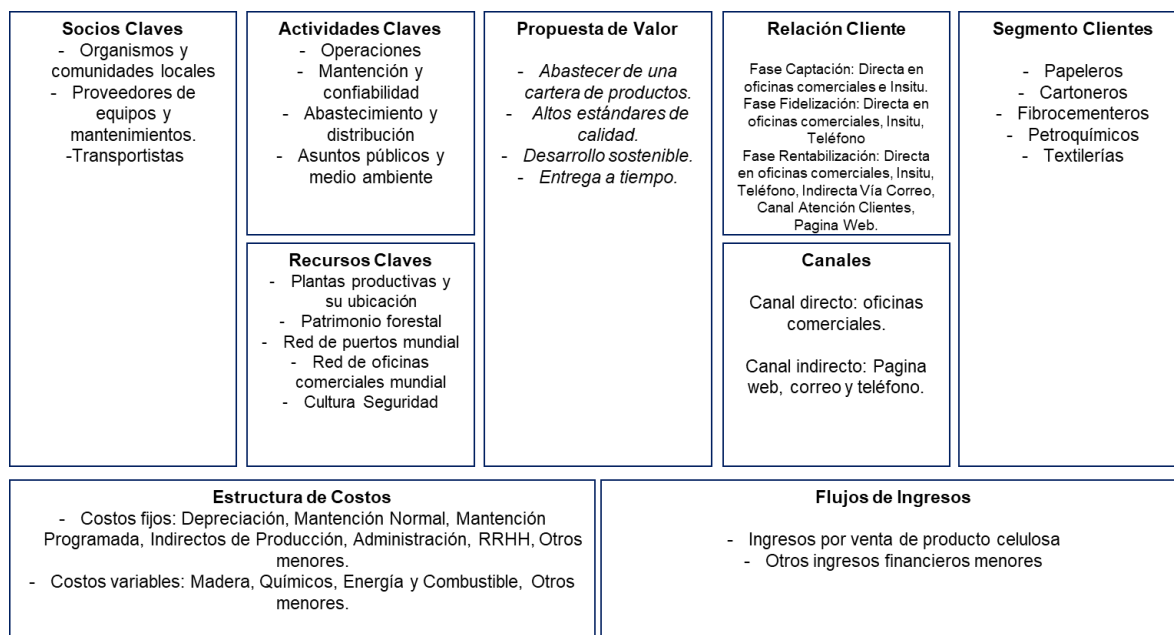 Socios Claves
- Organismos y
comunidades locales
- Proveedores de
equipos y
mantenimientos.
-Transportistas
Actividades Claves
- Operaciones
- Mantención y
confiabilidad
- Abastecimiento y
distribución
- Asuntos públicos y
medio ambiente
Recursos Claves
- Plantas productivas y
su ubicación
- Patrimonio forestal
- Red de puertos mundial
- Red de oficinas
comerciales mundial
- Cultura Seguridad
Propuesta de Valor
- Abastecer de una
cartera de productos.
- Altos estándares de
calidad.
- Desarrollo sostenible.
- Entrega a tiempo.
Relación Cliente
Fase Captación: Directa en
oficinas comerciales e Insitu.
Fase Fidelización: Directa en
oficinas comerciales, Insitu,
Teléfono
Fase Rentabilización: Directa
en oficinas comerciales, Insitu,
Teléfono, Indirecta Vía Correo,
Canal Atención Clientes,
Pagina Web.
Canales
Canal directo: oficinas
comerciales.
Canal indirecto: Pagina
web, correo y teléfono.
Segmento Clientes
- Papeleros
- Cartoneros
- Fibrocementeros
- Petroquímicos
- Textilerías
Estructura de Costos
- Costos fijos: Depreciación, Mantención Normal, Mantención
Programada, Indirectos de Producción, Administración, RRHH, Otros
menores.
- Costos variables: Madera, Químicos, Energía y Combustible, Otros
menores.
Flujos de Ingresos
- Ingresos por venta de producto celulosa
- Otros ingresos financieros menores